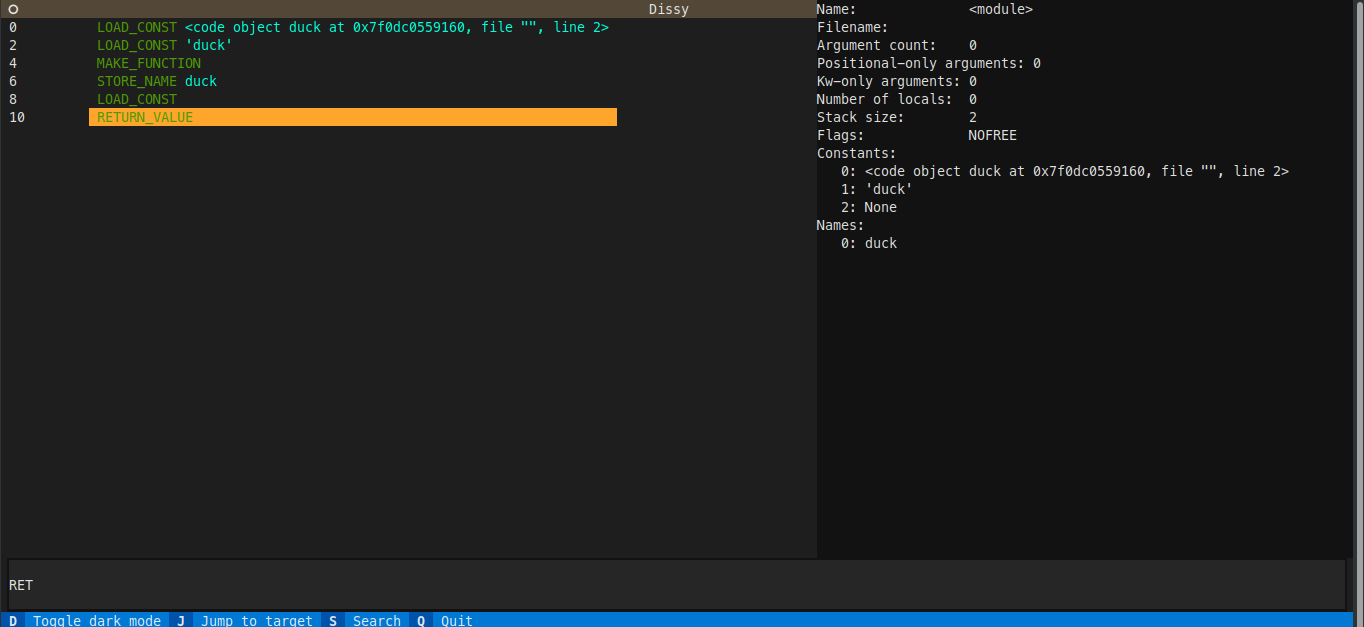 Dissy
0 LOAD_CONST <code object duck at 0x7f0dc0559160, file "", line 2>
2 LOAD_CONST 'duck'
4 MAKE_FUNCTION
6 STORE_NAME duck
8 LOAD_CONST
10 RETURN_VALUE
Name: <module>
Filename:
Argument count: 0
Positional-only arguments: 0
Kw-only arguments: 0
Number of locals: 0
Stack size: 2
Flags: NOFREE
Constants:
0: <code object duck at 0x7f0dc0559160, file "", line 2>
1: 'duck'
2: None
Names:
0: duck
RET
D Toggle dark mode J Jump to target S Search Q Quit